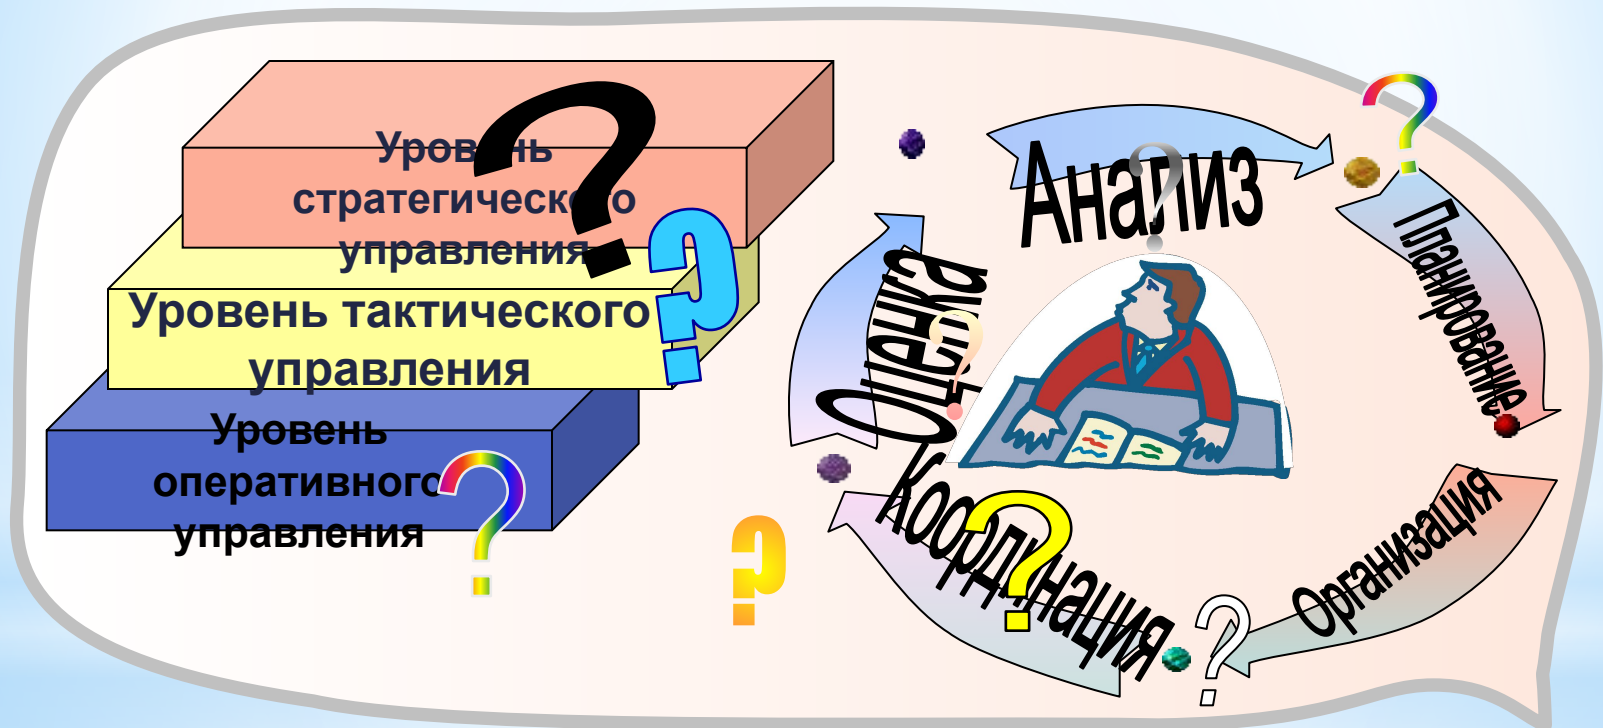 Уровень
стратегического
управления
Уровень тактического
управления
Уровень
оперативного
управления
Анализ
Планирование
Организация
Координация
Оценка
?
?
?
?
?
?
?
?
?